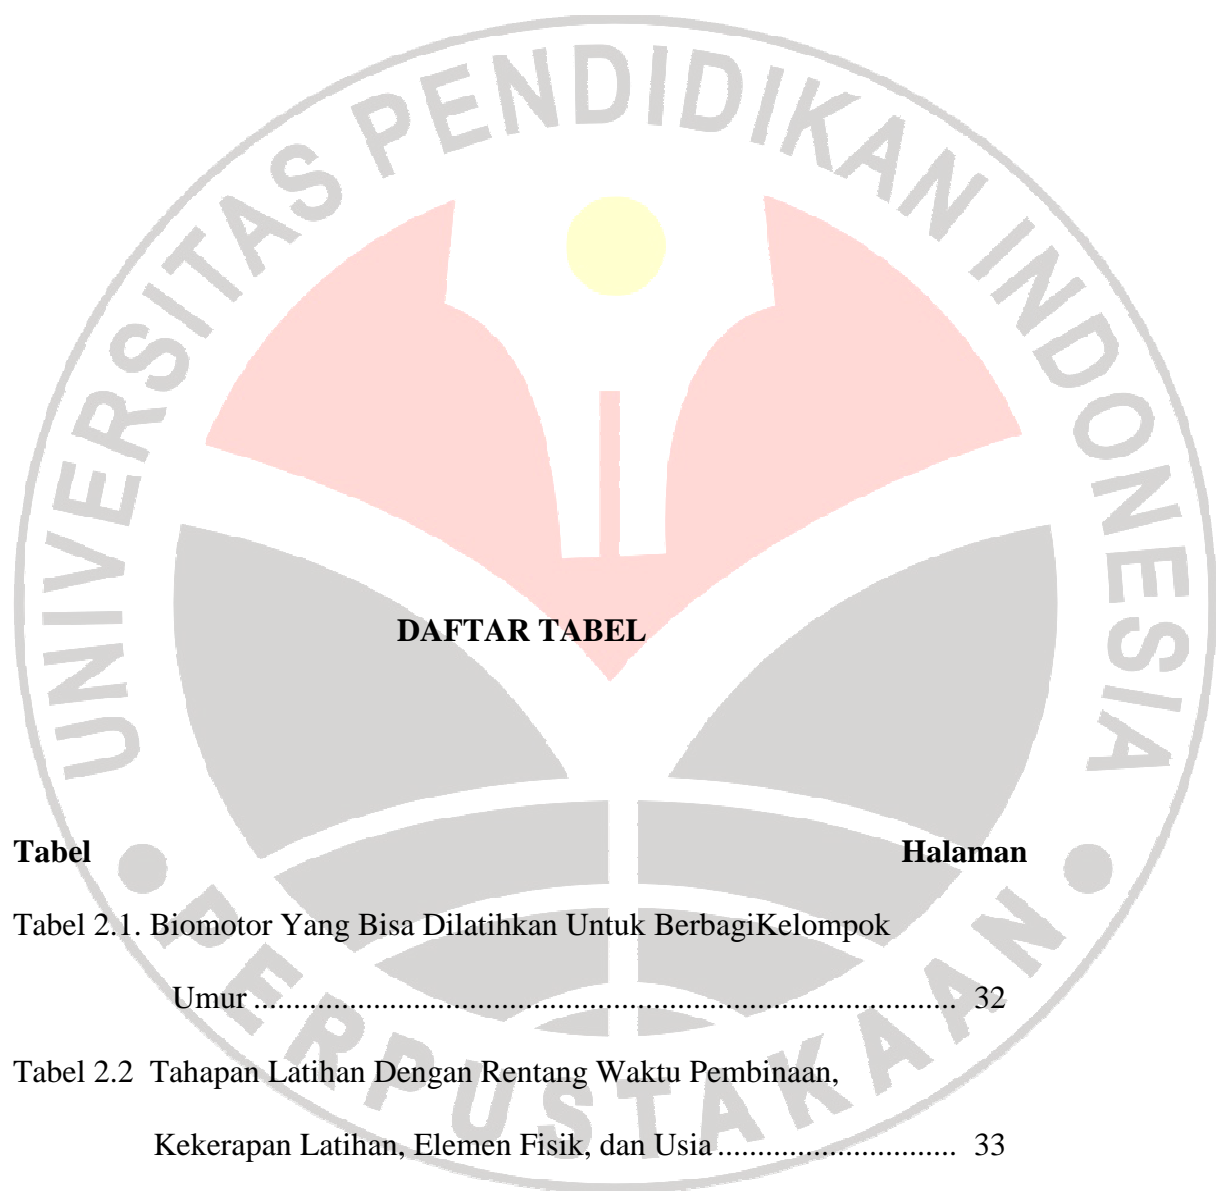 UNIVERSITAS PENDIDIKAN INDONESIA
DAFTAR TABEL
Tabel Halaman
Tabel 2.1. Biomotor Yang Bisa Dilatihkan Untuk BerbagiKelompok
Umur ........................................................................................ 32
Tabel 2.2 Tahapan Latihan Dengan Rentang Waktu Pembinaan,
Kekerapan Latihan, Elemen Fisik, dan Usia .............................. 33
PERPUSTAKAAN